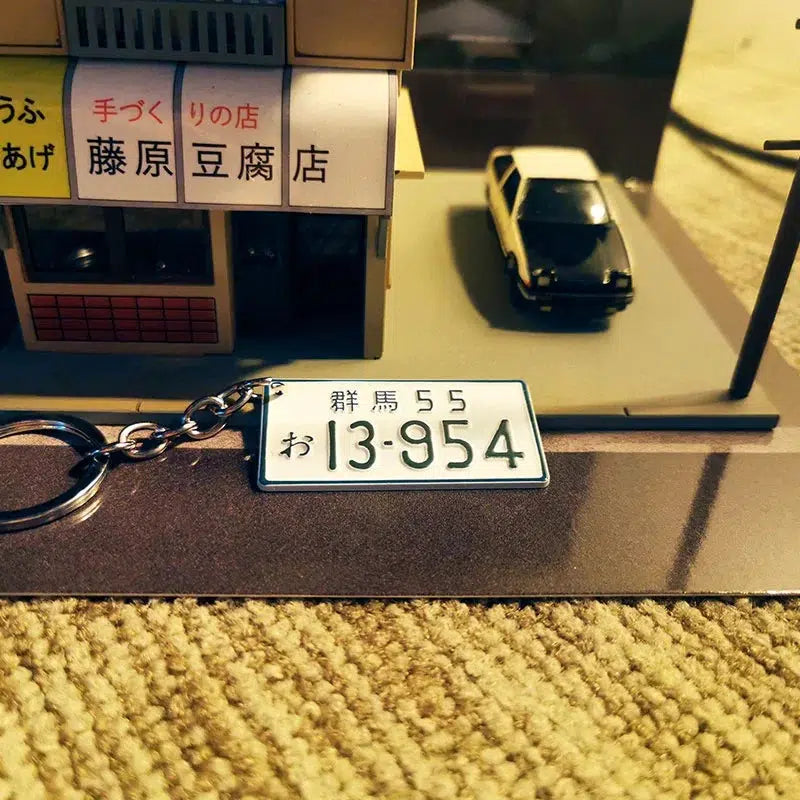 うふ
あげ
手づくりの店
藤原豆腐店
群馬55
お 13-954